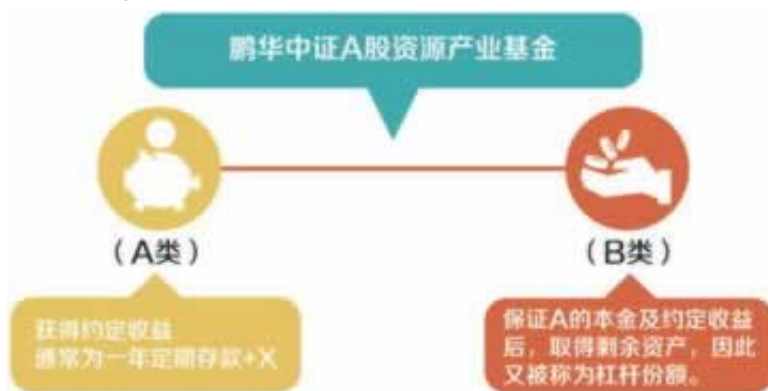 鹏华中证A股资源产业基金
（A类）
（B类）
获得约定收益
通常为一年定期存款+X
保证A的本金及约定收益
后，取得剩余资产，因此
又被称为杠杆份额。